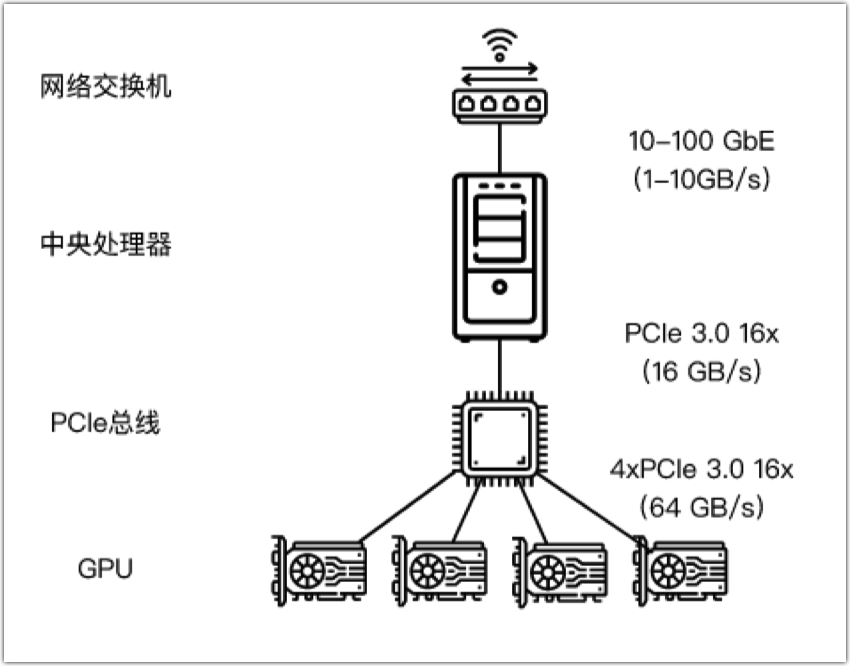 网络交换机
10-100 GbE
(1-10GB/s)
中央处理器
PCIe 3.0 16x
(16 GB/s)
PCIe总线
4xPCIe 3.0 16x
(64 GB/s)
GPU